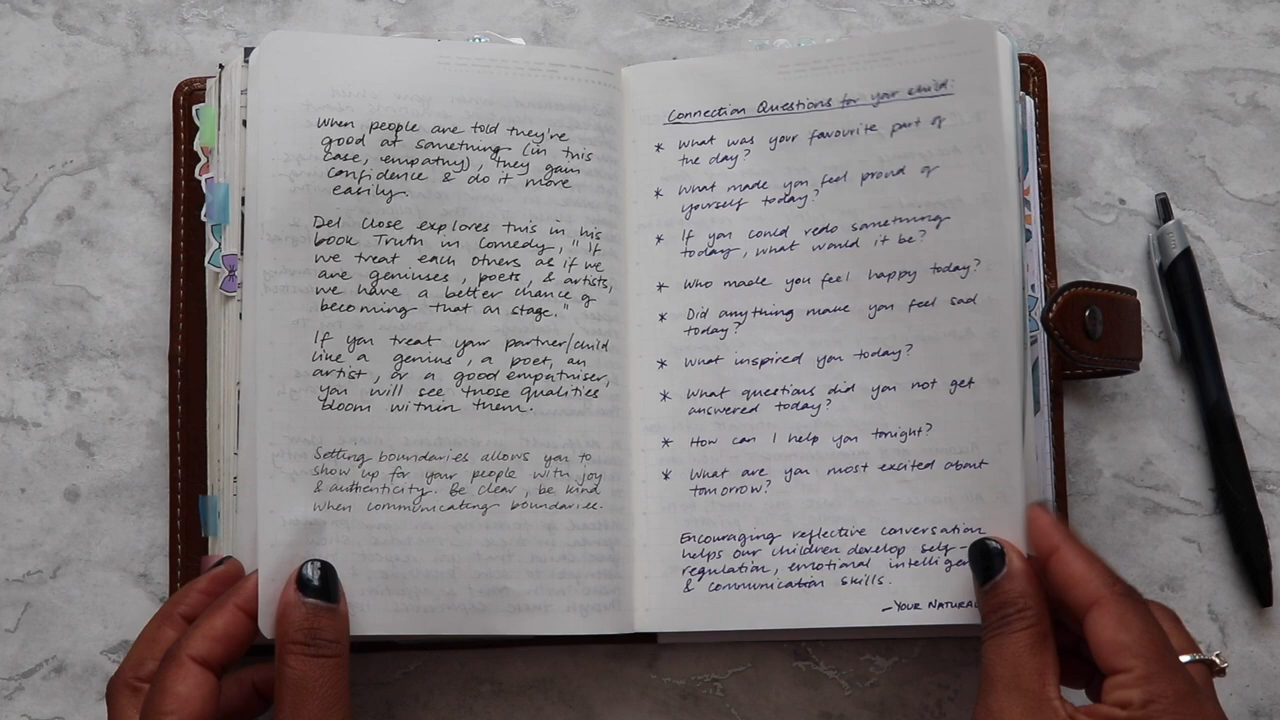 When people are told they're
good at something (in this
case, empathy), they gain
confidence & do it more
easily.
Del Close explores this in his
book Truth in Comedy, "If
we treat each others as if we
are geniuses, poets, & artists,
we have a better chance of
becoming that on stage."
If you treat your partner/child
like a genius, a poet, an
artist, or a good empathiser,
you will see those qualities
bloom within them.
Setting boundaries allows you to
show up for your people with joy
& authenticity. Be clear, be kind
when communicating boundaries.
Connection Questions for your child:
* What was your favourite part of
the day?
* What made you feel proud of
yourself today?
* If you could redo something
today, what would it be?
* Who made you feel happy today?
* Did anything make you feel sad
today?
* What inspired you today?
* What questions did you not get
answered today?
* How can I help you tonight?
* What are you most excited about
tomorrow?
Encouraging reflective conversation
helps our children develop self-
regulation, emotional
& communication skills.
- YOUR